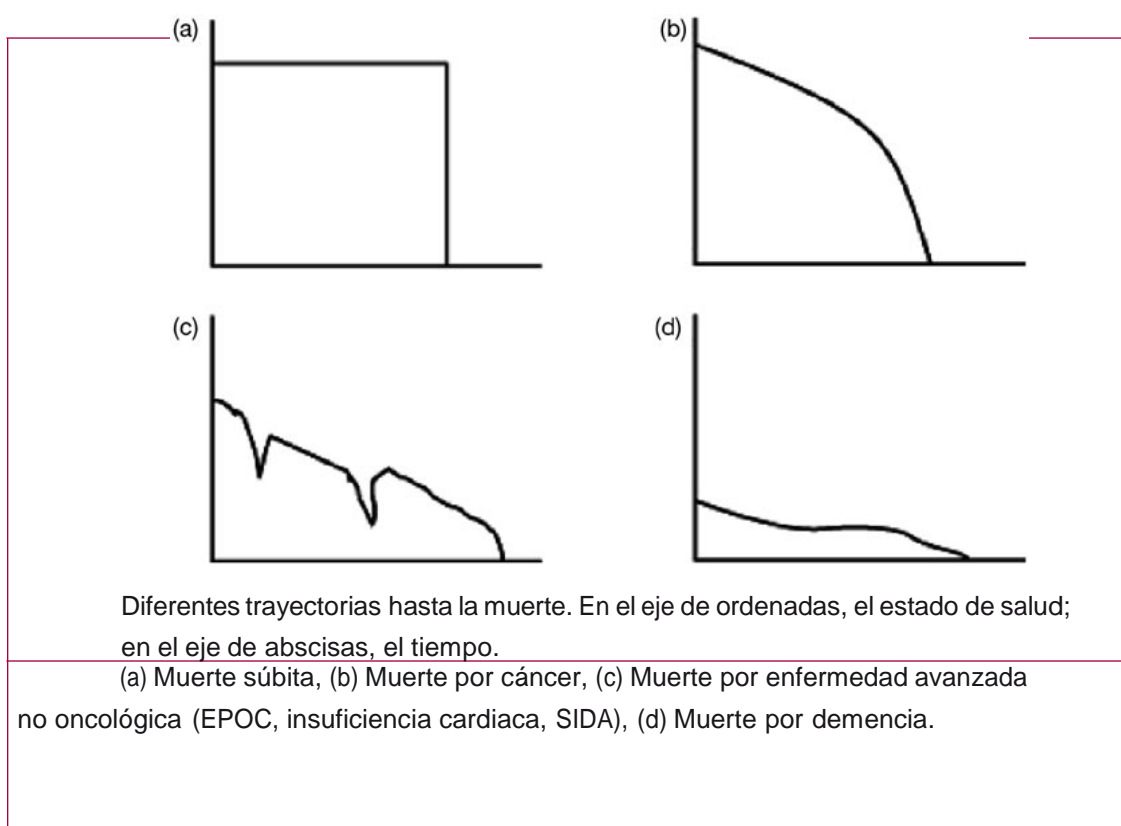 (a)
(b)
(c)
(d)
Diferentes trayectorias hasta la muerte. En el eje de ordenadas, el estado de salud;
en el eje de abscisas, el tiempo.
(a) Muerte súbita, (b) Muerte por cáncer, (c) Muerte por enfermedad avanzada
no oncológica (EPOC, insuficiencia cardiaca, SIDA), (d) Muerte por demencia.